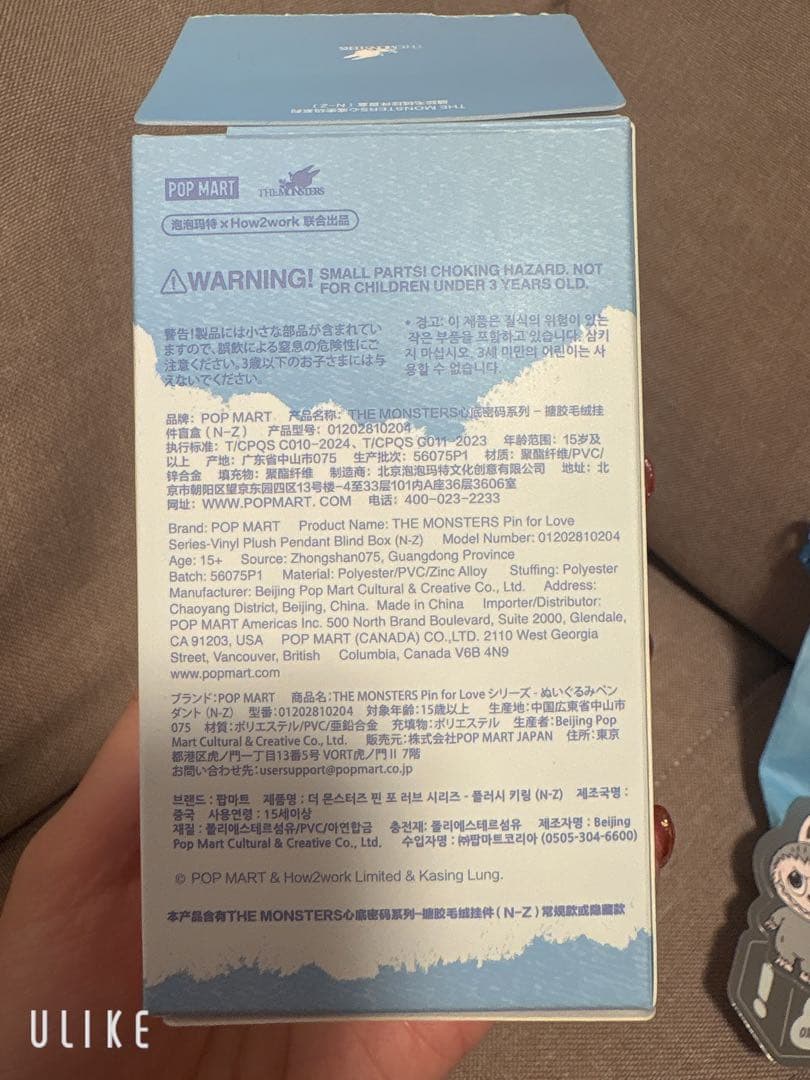 THE MONSTERS
THE MONSTERS心底密码系列
搪胶毛绒挂件盲盒（N-Z）
POP MART
THE MONSTERS
泡泡玛特 x How2work 联合出品
WARNING! SMALL PARTS! CHOKING HAZARD. NOT
FOR CHILDREN UNDER 3 YEARS OLD.
警告!製品には小さな部品が含まれてい
ますので、誤飲による窒息の危険性にご
注意ください。3歳以下のお子さまには与
えないでください。
* 경고: 이 제품은 질식의 위험이 있는
작은 부품을 포함하고 있습니다. 삼키
지 마십시오. 3세 미만의 어린이는 사
용할 수 없습니다.
品牌：POP MART 产品名称：THE MONSTERS心底密码系列－搪胶毛绒挂
件盲盒（N-Z） 产品型号：01202810204
执行标准：T/CPQS C010-2024、T/CPQS C011-2023 年龄范围：15岁及
以上 产地：广东省中山市075 生产批次：56075P1 材质：聚酯纤维/PVC/
锌合金 填充物：聚酯纤维 制造商：北京泡泡玛特文化创意有限公司 地址：北
京市朝阳区望京东园四区13号楼-4至33层101内A座36层3606室
网址：WWW.POPMART.COM 电话：400-023-2233
Brand: POP MART Product Name: THE MONSTERS Pin for Love
Series-Vinyl Plush Pendant Blind Box (N-Z) Model Number: 01202810204
Age: 15+ Source: Zhongshan075, Guangdong Province
Batch: 56075P1 Material: Polyester/PVC/Zinc Alloy Stuffing: Polyester
Manufacturer: Beijing Pop Mart Cultural & Creative Co., Ltd. Address:
Chaoyang District, Beijing, China. Made in China Importer/Distributor:
POP MART Americas Inc. 500 North Brand Boulevard, Suite 2000, Glendale,
CA 91203, USA POP MART (CANADA) CO.,LTD. 2110 West Georgia
Street, Vancouver, British Columbia, Canada V6B 4N9
www.popmart.com
ブランド：POP MART 商品名：THE MONSTERS Pin for Love シリーズ - ぬいぐるみペン
ダント（N-Z） 型番：01202810204 対象年齢：15歳以上 生産地：中国広東省中山市
075 材質：ポリエステル/PVC/亜鉛合金 充填物：ポリエステル 生産者：Beijing Pop
Mart Cultural & Creative Co., Ltd. 販売元：株式会社POP MART JAPAN 住所：東京
都港区虎ノ門一丁目13番5号 VORT虎ノ門Ⅱ 7階
お問い合わせ先：usersupport@popmart.co.jp
브랜드 : 팝마트 제품명 : 더 몬스터즈 핀 포 러브 시리즈 - 플러시 키링 (N-Z) 제조국명 :
중국 사용연령 : 15세이상
재질 : 폴리에스테르섬유/PVC/아연합금 충전재: 폴리에스테르섬유 제조자명 : Beijing
Pop Mart Cultural & Creative Co., Ltd. 수입자명 : ㈜팝마트코리아 (0505-304-6600)
© POP MART & How2work Limited & Kasing Lung.
本产品含有THE MONSTERS心底密码系列-搪胶毛绒挂件（N-Z）常规款或隐藏款
!
ULIKE